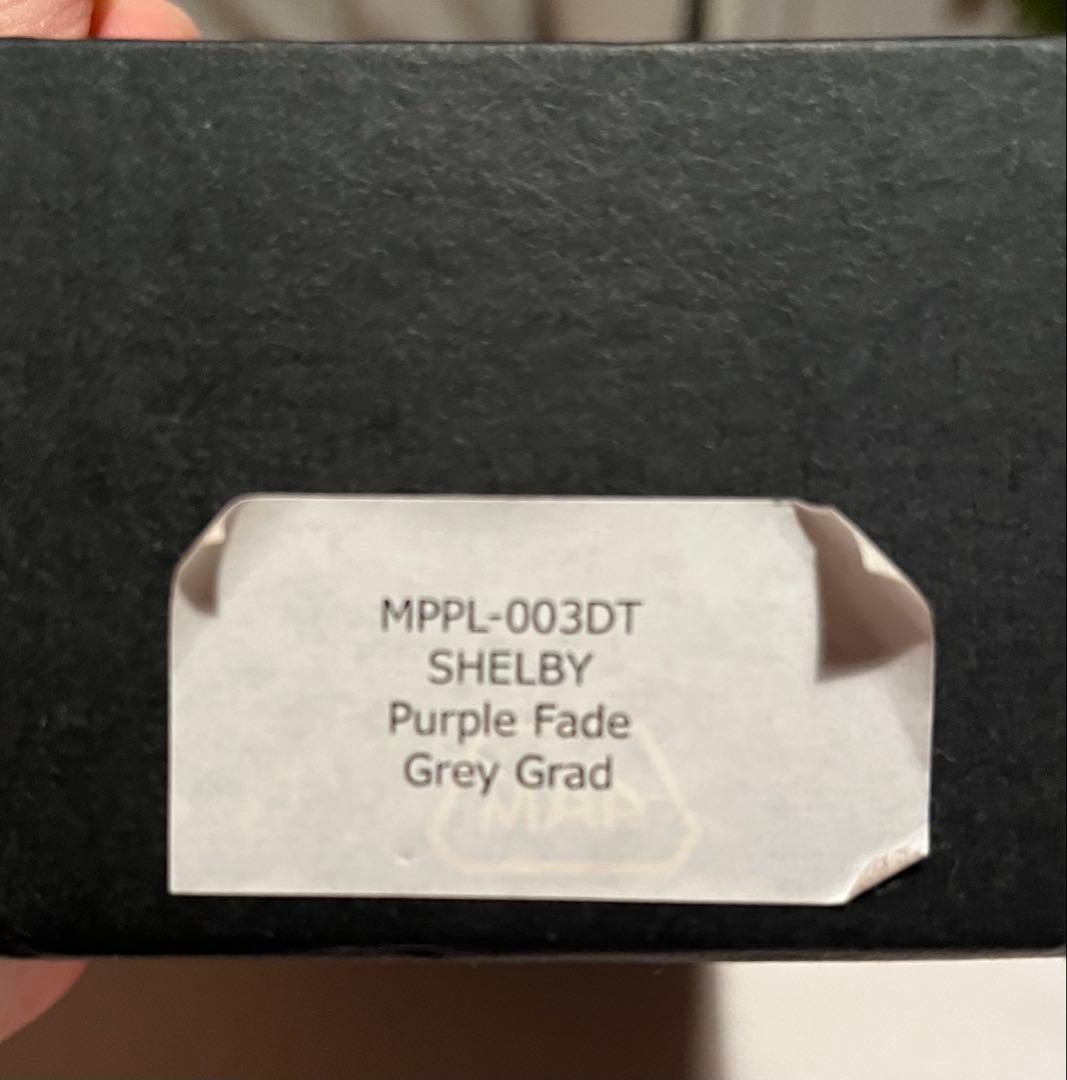 MPPL-003DT
SHELBY
Purple Fade
Grey Grad